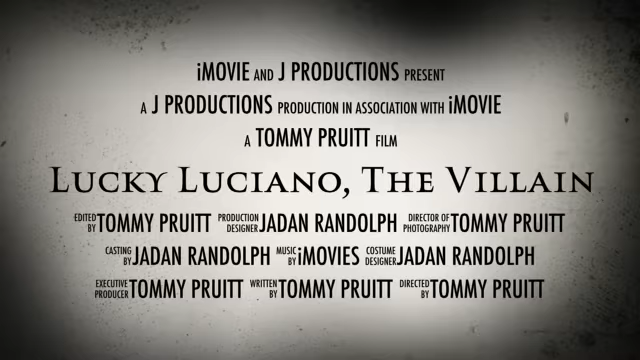 iMOVIE AND J PRODUCTIONS PRESENT
A J PRODUCTIONS PRODUCTION IN ASSOCIATION WITH iMOVIE
A TOMMY PRUITT FILM
LUCKY LUCIANO, THE VILLAIN
EDITED BY TOMMY PRUITT PRODUCTION DESIGNER JADAN RANDOLPH DIRECTOR OF PHOTOGRAPHY TOMMY PRUITT
CASTING BY JADAN RANDOLPH MUSIC BY iMOVIES COSTUME DESIGNER JADAN RANDOLPH
EXECUTIVE PRODUCER TOMMY PRUITT WRITTEN BY TOMMY PRUITT DIRECTED BY TOMMY PRUITT